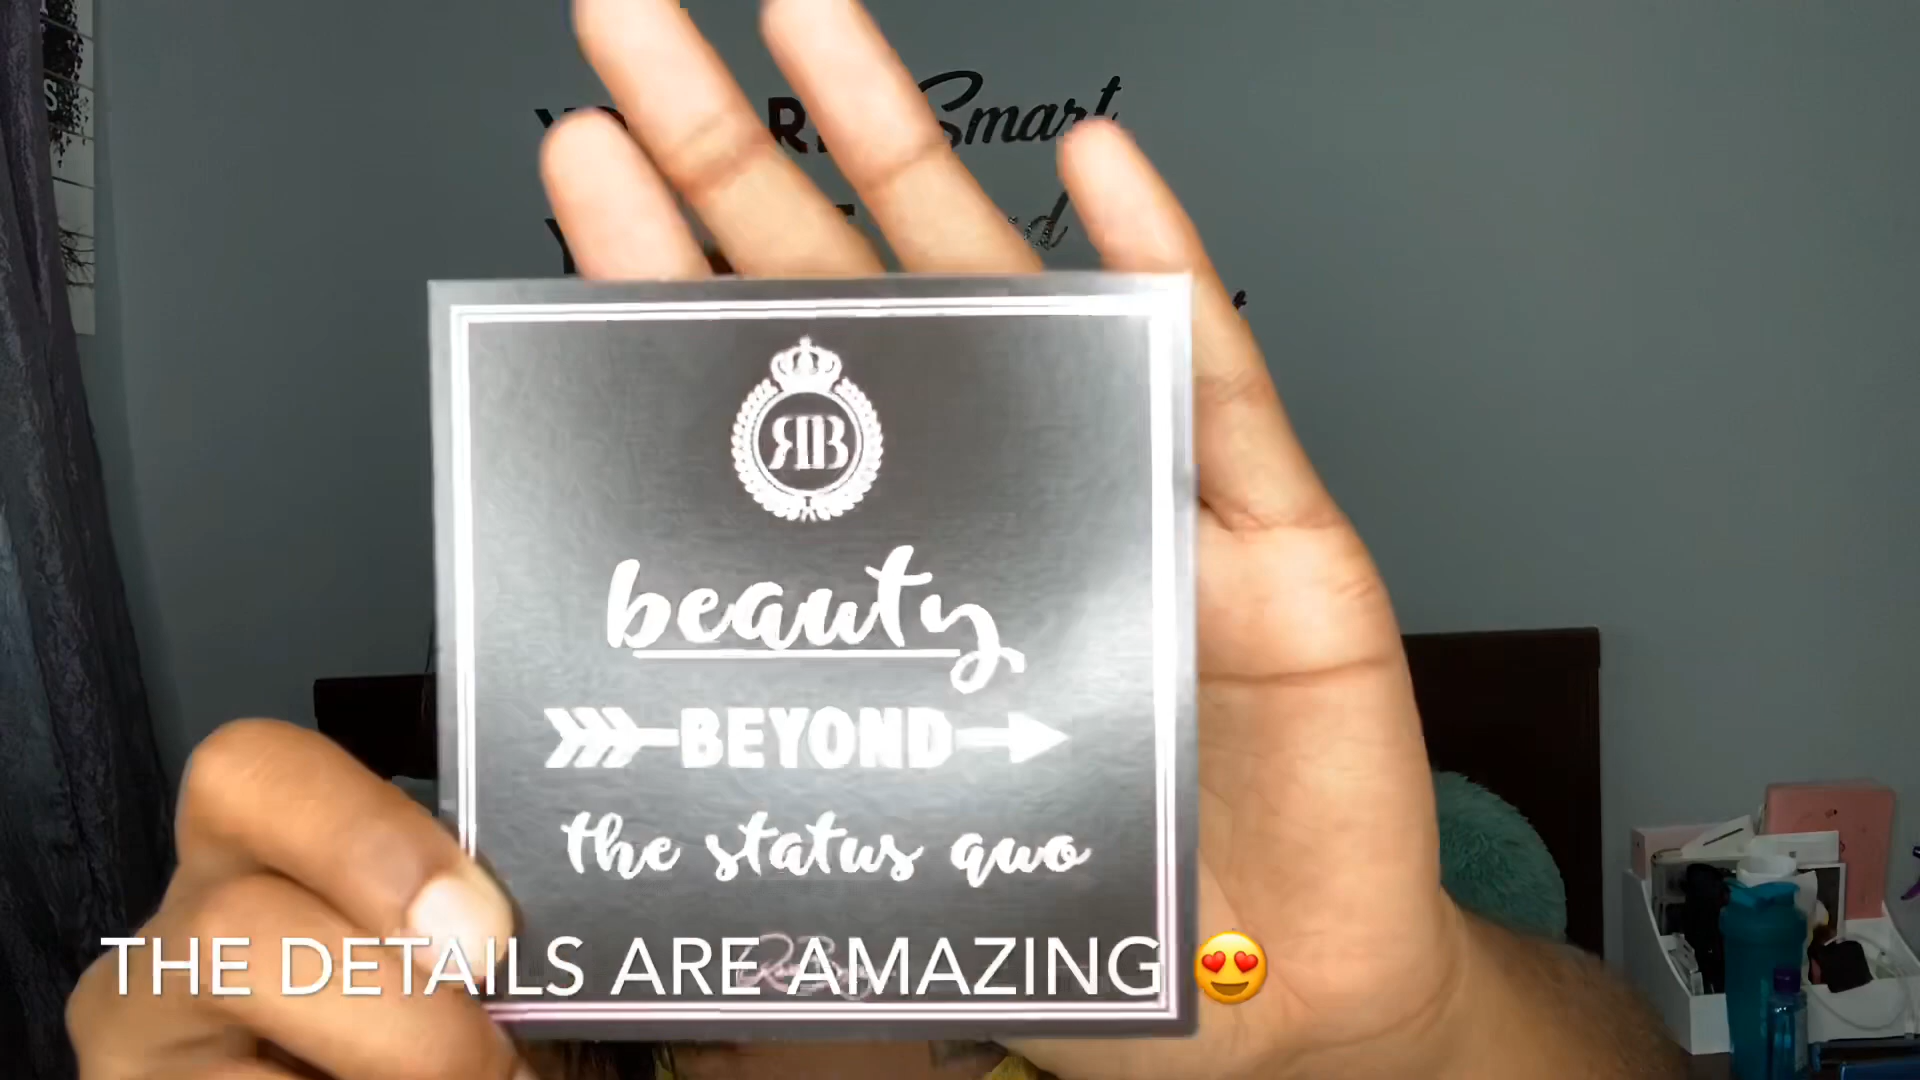 Smart
RB
beauty
BEYOND
the status quo
THE DETAILS ARE AMAZING 😍